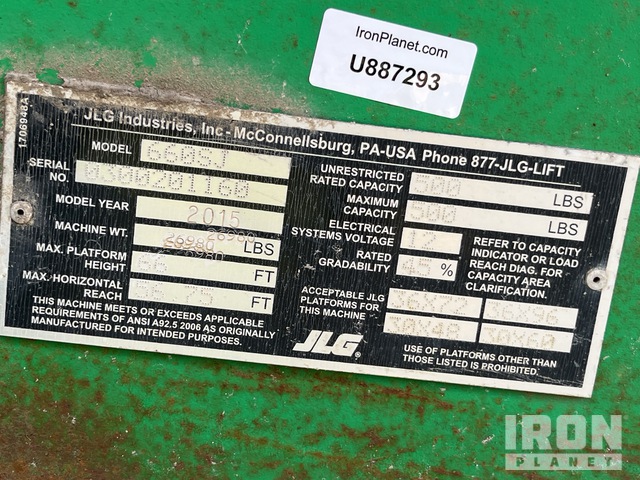 IronPlanet.com
U887293
1706948A
JLG Industries, Inc - McConnellsburg, PA-USA Phone 877-JLG-LIFT
MODEL 660SJ
SERIAL NO. 0300201160
MODEL YEAR 2015
MACHINE WT. 26980 LBS
MAX. PLATFORM HEIGHT 66 FT
MAX. HORIZONTAL REACH FT
THIS MACHINE MEETS OR EXCEEDS APPLICABLE
REQUIREMENTS OF ANSI A92.5 2006 AS ORIGINALLY
MANUFACTURED FOR INTENDED PURPOSES.
UNRESTRICTED RATED CAPACITY 500 LBS
MAXIMUM CAPACITY 500 LBS
ELECTRICAL SYSTEMS VOLTAGE 12
RATED GRADABILITY 45 %
REFER TO CAPACITY
INDICATOR OR LOAD
REACH DIAG. FOR
CAPACITY AREA
CLARIFICATION.
ACCEPTABLE JLG
PLATFORMS FOR
THIS MACHINE
36X72 36X96
30X48 30X60
JLG®
USE OF PLATFORMS OTHER THAN
THOSE LISTED IS PROHIBITED.
IRON
PLANET